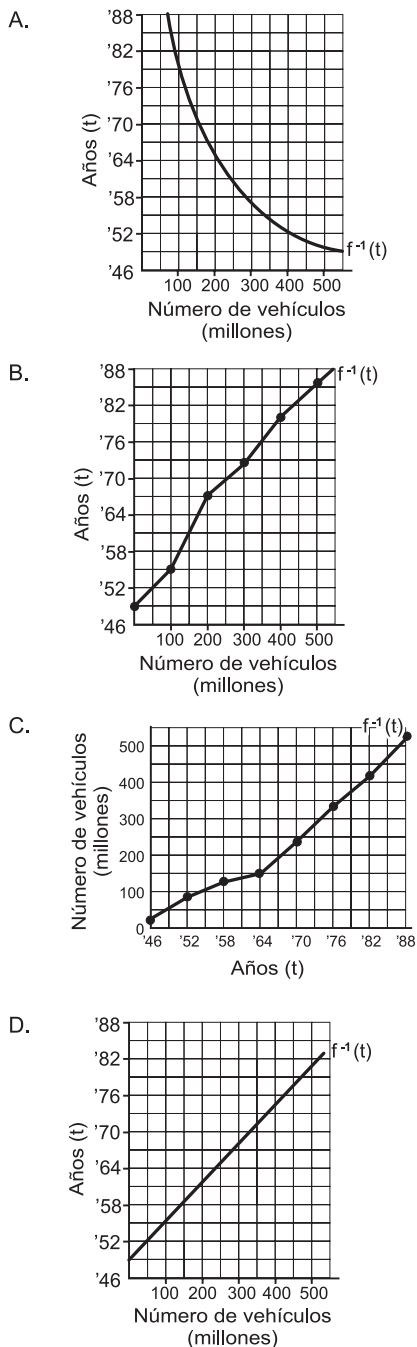 A.
Años (t)
’88
’82
’76
’70
’64
’58
’52
’46
f⁻¹(t)
100 200 300 400 500
Número de vehículos
(millones)
B.
Años (t)
’88
’82
’76
’70
’64
’58
’52
’46
f⁻¹(t)
100 200 300 400 500
Número de vehículos
(millones)
C.
Número de vehículos
(millones)
f⁻¹(t)
500
400
300
200
100
0
’46 ’52 ’58 ’64 ’70 ’76 ’82 ’88
Años (t)
D.
Años (t)
’88
’82
’76
’70
’64
’58
’52
’46
f⁻¹(t)
100 200 300 400 500
Número de vehículos
(millones)